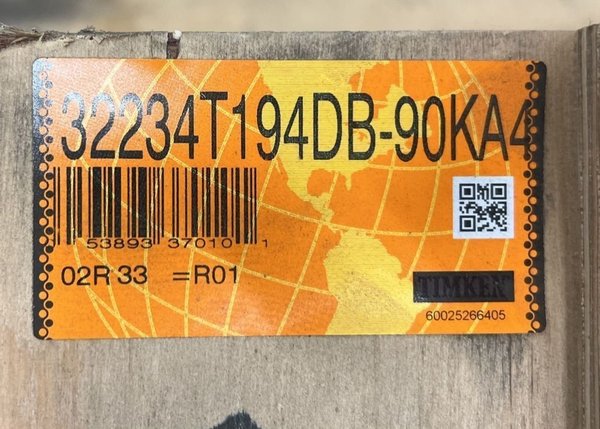 32234T194DB-90KA4
53893 37010 1
02R 33 =R01
TIMKEN
60025266405